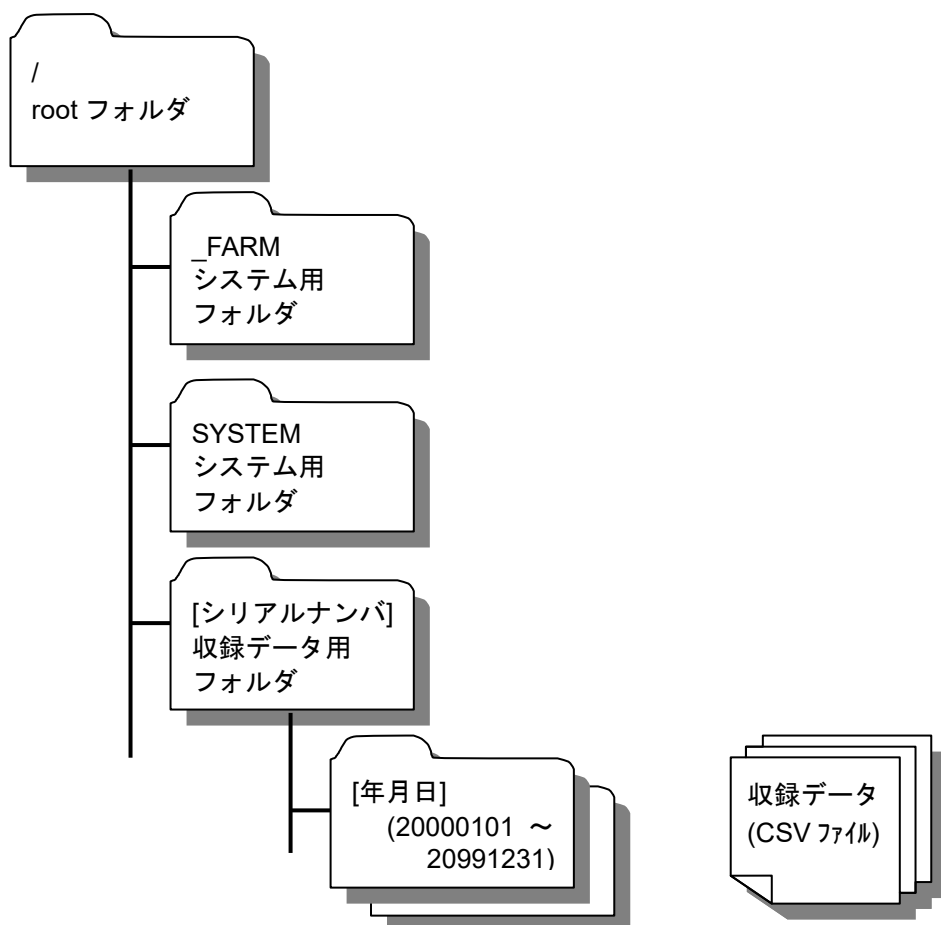 /
root フォルダ
_FARM
システム用
フォルダ
SYSTEM
システム用
フォルダ
[シリアルナンバ]
収録データ用
フォルダ
[年月日]
(20000101 ～
20991231)
収録データ
(CSV ﾌｧｲﾙ)